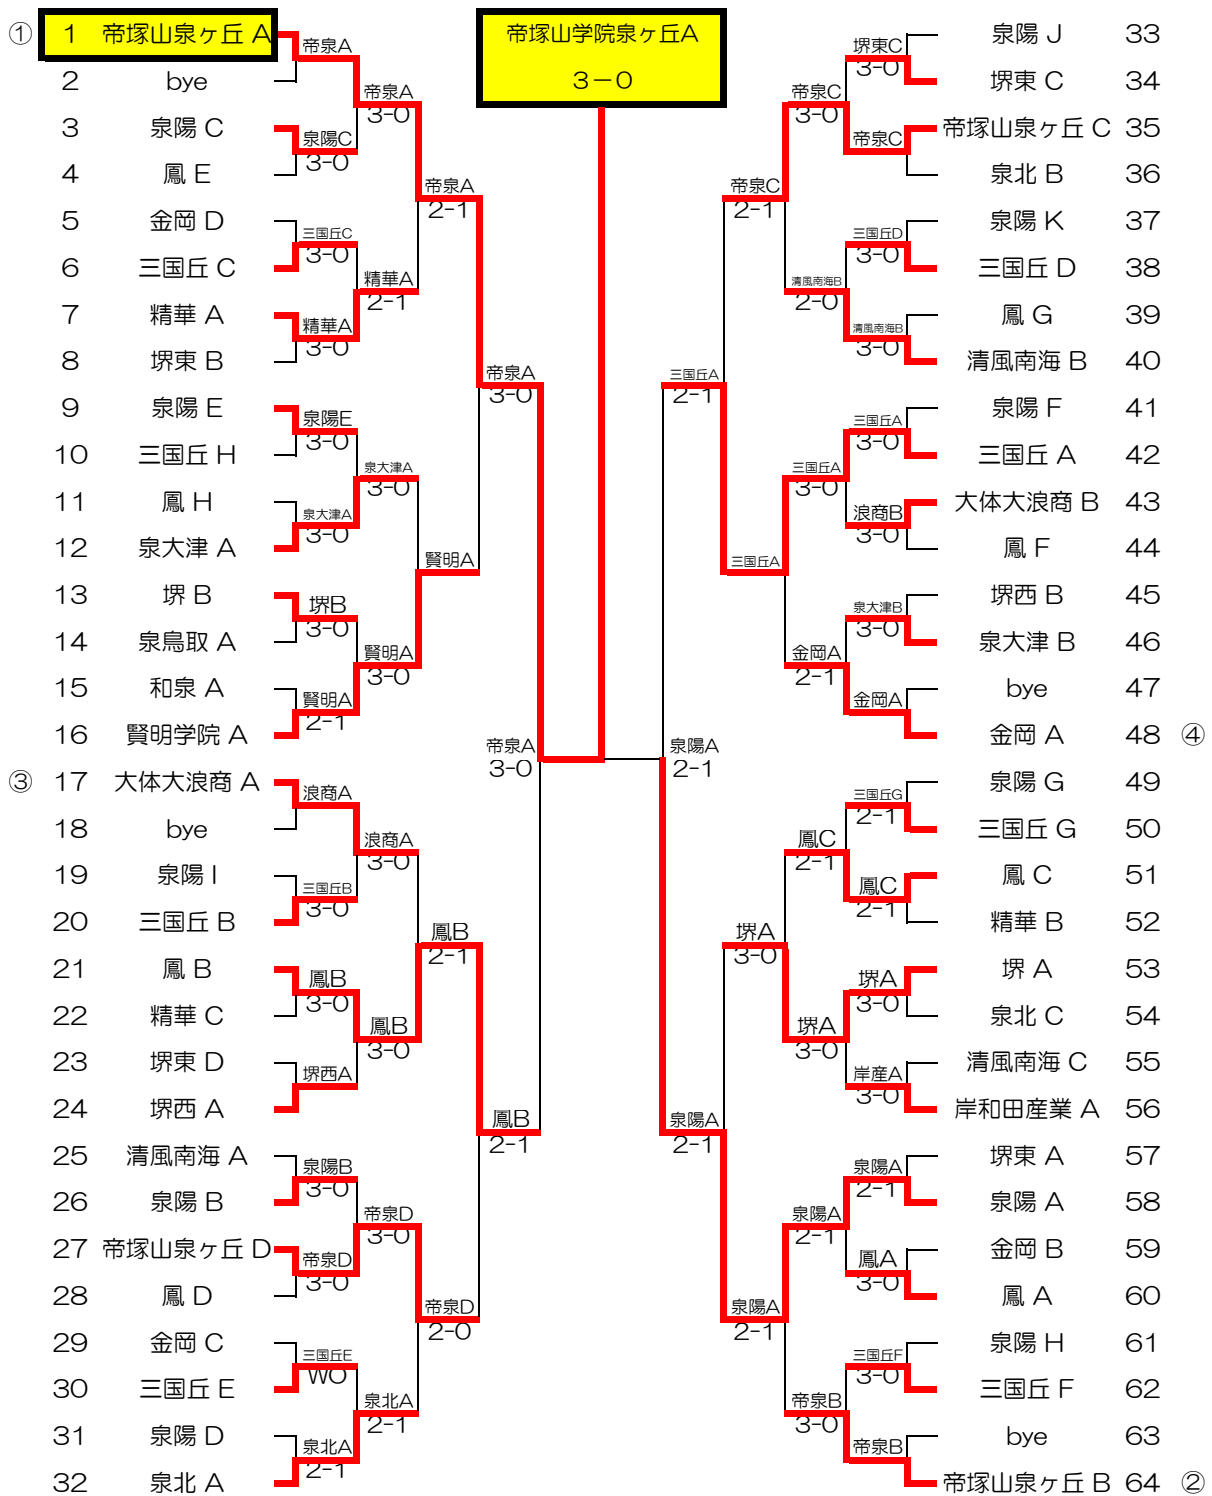 ① 1 帝塚山泉ヶ丘 A
2 bye
3 泉陽 C
4 鳳 E
5 金岡 D
6 三国丘 C
7 精華 A
8 堺東 B
9 泉陽 E
10 三国丘 H
11 鳳 H
12 泉大津 A
13 堺 B
14 泉鳥取 A
15 和泉 A
16 賢明学院 A
③ 17 大体大浪商 A
18 bye
19 泉陽 I
20 三国丘 B
21 鳳 B
22 精華 C
23 堺東 D
24 堺西 A
25 清風南海 A
26 泉陽 B
27 帝塚山泉ヶ丘 D
28 鳳 D
29 金岡 C
30 三国丘 E
31 泉陽 D
32 泉北 A
帝泉A
泉陽C
3-0
三国丘C
3-0
精華A
3-0
泉陽E
3-0
泉大津A
3-0
堺B
3-0
賢明A
2-1
浪商A
三国丘B
3-0
鳳B
3-0
堺西A
泉陽B
3-0
帝泉D
3-0
三国丘E
WO
泉北A
2-1
帝泉A
3-0
精華A
2-1
泉大津A
3-0
賢明A
3-0
浪商A
3-0
鳳B
3-0
帝泉D
3-0
泉北A
2-1
帝泉A
2-1
賢明A
鳳B
2-1
帝泉D
2-0
帝泉A
3-0
鳳B
2-1
帝泉A
3-0
帝塚山学院泉ヶ丘A
3－0
泉陽A
2-1
三国丘A
2-1
泉陽A
2-1
帝泉C
2-1
三国丘A
堺A
3-0
泉陽A
2-1
帝泉C
3-0
清風南海B
2-0
三国丘A
3-0
金岡A
2-1
鳳C
2-1
堺A
3-0
泉陽A
2-1
帝泉B
3-0
堺東C
3-0
帝泉C
三国丘D
3-0
清風南海B
3-0
三国丘A
3-0
浪商B
3-0
泉大津B
3-0
金岡A
三国丘G
2-1
鳳C
2-1
堺A
3-0
岸産A
3-0
泉陽A
2-1
鳳A
3-0
三国丘F
3-0
帝泉B
泉陽 J 33
堺東 C 34
帝塚山泉ヶ丘 C 35
泉北 B 36
泉陽 K 37
三国丘 D 38
鳳 G 39
清風南海 B 40
泉陽 F 41
三国丘 A 42
大体大浪商 B 43
鳳 F 44
堺西 B 45
泉大津 B 46
bye 47
金岡 A 48 ④
泉陽 G 49
三国丘 G 50
鳳 C 51
精華 B 52
堺 A 53
泉北 C 54
清風南海 C 55
岸和田産業 A 56
堺東 A 57
泉陽 A 58
金岡 B 59
鳳 A 60
泉陽 H 61
三国丘 F 62
bye 63
帝塚山泉ヶ丘 B 64 ②